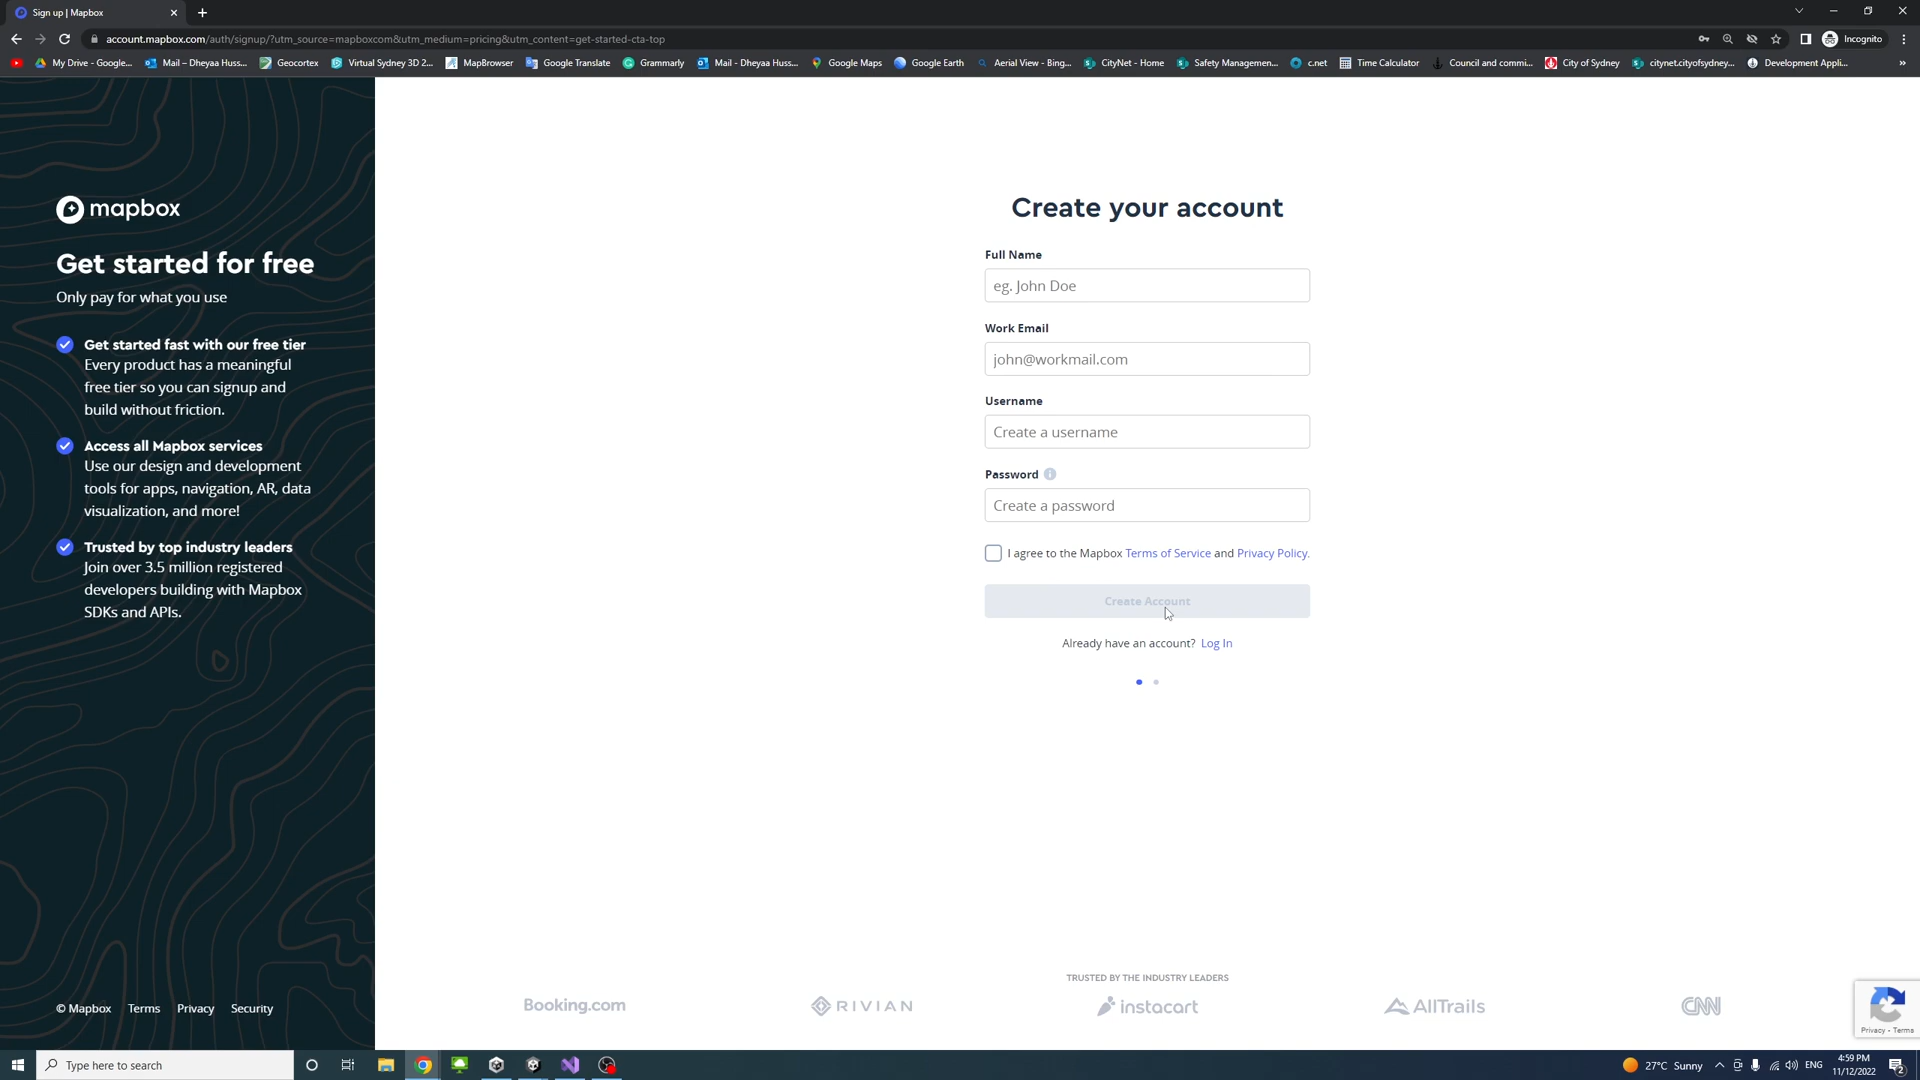 Sign up | Mapbox
account.mapbox.com/auth/signup/?utm_source=mapboxcom&utm_medium=pricing&utm_content=get-started-cta-top
Incognito
My Drive - Google...
Mail – Dheyaa Huss...
Geocortex
Virtual Sydney 3D 2...
MapBrowser
Google Translate
Grammarly
Mail - Dheyaa Huss...
Google Maps
Google Earth
Aerial View - Bing...
CityNet - Home
Safety Managemen...
c.net
Time Calculator
Council and commi...
City of Sydney
citynet.cityofsydney...
Development Appli...
mapbox
Get started for free
Only pay for what you use
Get started fast with our free tier
Every product has a meaningful
free tier so you can signup and
build without friction.
Access all Mapbox services
Use our design and development
tools for apps, navigation, AR, data
visualization, and more!
Trusted by top industry leaders
Join over 3.5 million registered
developers building with Mapbox
SDKs and APIs.
© Mapbox Terms Privacy Security
Create your account
Full Name
eg. John Doe
Work Email
john@workmail.com
Username
Create a username
Password
Create a password
I agree to the Mapbox Terms of Service and Privacy Policy.
Create Account
Already have an account? Log In
TRUSTED BY THE INDUSTRY LEADERS
Booking.com
RIVIAN
instacart
AllTrails
CNN
Privacy - Terms
Type here to search
27°C Sunny
ENG
4:59 PM
11/12/2022
2